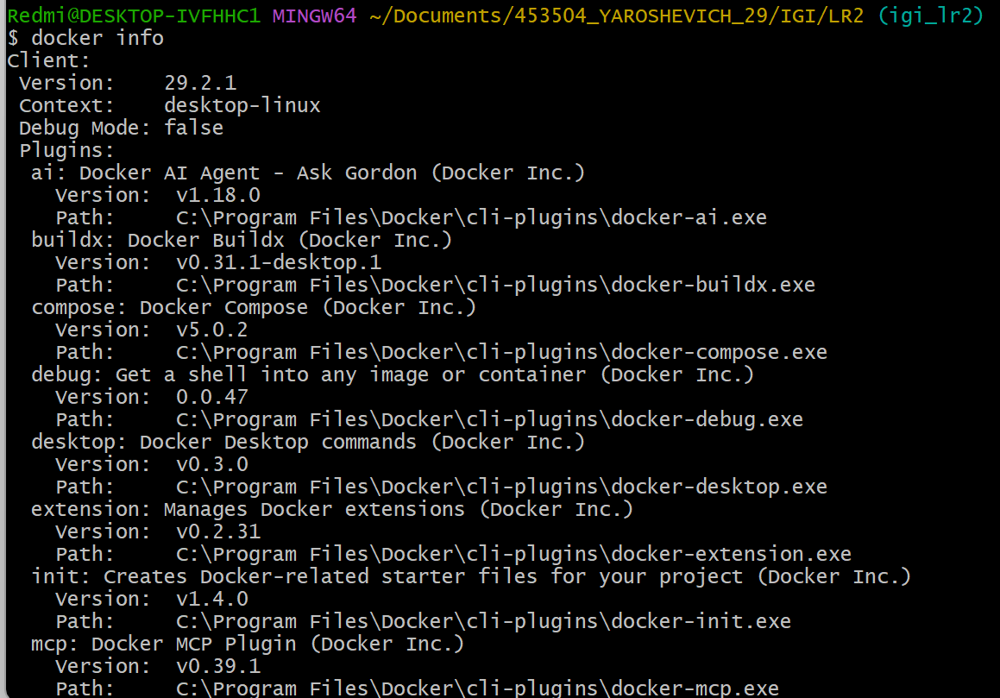 Redmi@DESKTOP-IVFHHC1 MINGW64 ~/Documents/453504_YAROSHEVICH_29/IGI/LR2 (igi_lr2)
$ docker info
Client:
 Version:    29.2.1
 Context:    desktop-linux
 Debug Mode: false
 Plugins:
  ai: Docker AI Agent - Ask Gordon (Docker Inc.)
    Version:  v1.18.0
    Path:     C:\Program Files\Docker\cli-plugins\docker-ai.exe
  buildx: Docker Buildx (Docker Inc.)
    Version:  v0.31.1-desktop.1
    Path:     C:\Program Files\Docker\cli-plugins\docker-buildx.exe
  compose: Docker Compose (Docker Inc.)
    Version:  v5.0.2
    Path:     C:\Program Files\Docker\cli-plugins\docker-compose.exe
  debug: Get a shell into any image or container (Docker Inc.)
    Version:  0.0.47
    Path:     C:\Program Files\Docker\cli-plugins\docker-debug.exe
  desktop: Docker Desktop commands (Docker Inc.)
    Version:  v0.3.0
    Path:     C:\Program Files\Docker\cli-plugins\docker-desktop.exe
  extension: Manages Docker extensions (Docker Inc.)
    Version:  v0.2.31
    Path:     C:\Program Files\Docker\cli-plugins\docker-extension.exe
  init: Creates Docker-related starter files for your project (Docker Inc.)
    Version:  v1.4.0
    Path:     C:\Program Files\Docker\cli-plugins\docker-init.exe
  mcp: Docker MCP Plugin (Docker Inc.)
    Version:  v0.39.1
    Path:     C:\Program Files\Docker\cli-plugins\docker-mcp.exe